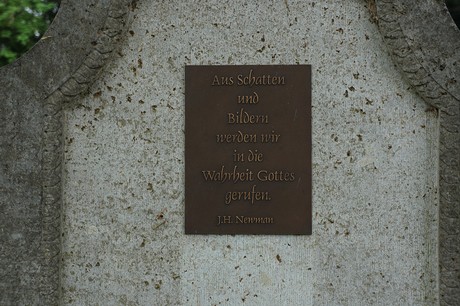 Aus Schatten
und
Bildern
werden wir
in die
Wahrheit Gottes
gerufen.
J.H. Newman